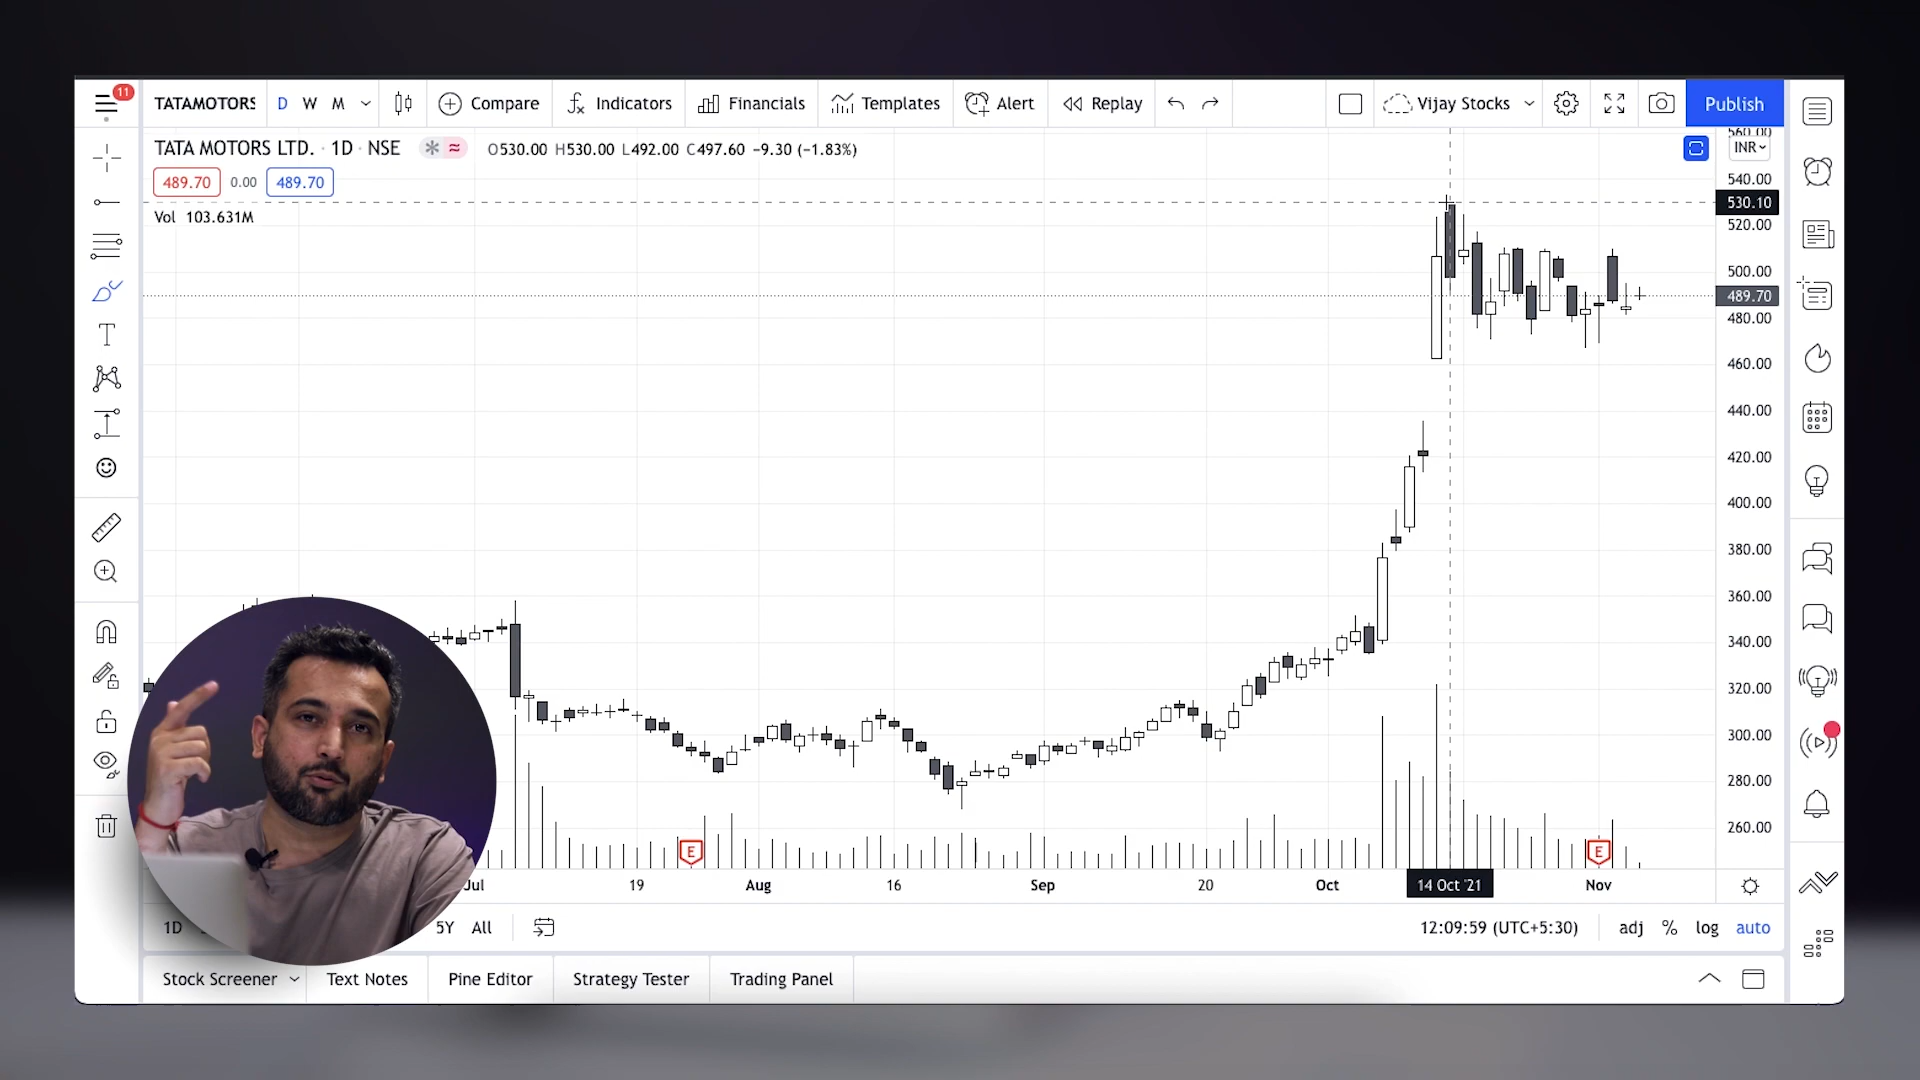 11
TATAMOTORS D W M Compare Indicators Financials Templates Alert Replay Vijay Stocks Publish
TATA MOTORS LTD. · 1D · NSE O530.00 H530.00 L492.00 C497.60 −9.30 (−1.83%)
489.70 0.00 489.70
Vol 103.631M
560.00
INR
540.00
530.10
520.00
500.00
489.70
480.00
460.00
440.00
420.00
400.00
380.00
360.00
340.00
320.00
300.00
280.00
260.00
E E
Jul 19 Aug 16 Sep 20 Oct 14 Oct '21 Nov
1D 5Y All 12:09:59 (UTC+5:30) adj % log auto
Stock Screener Text Notes Pine Editor Strategy Tester Trading Panel